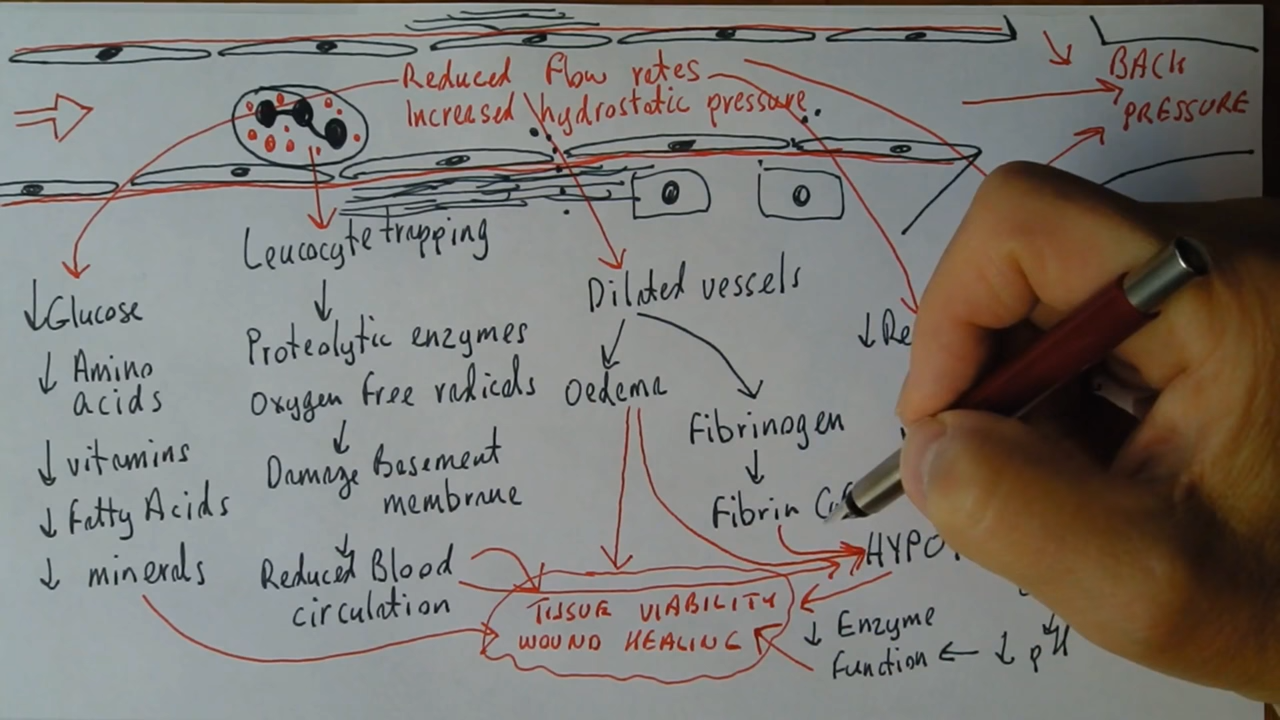 Reduced Flow rates
Increased hydrostatic pressure
BACK
PRESSURE
Leucocyte trapping
Proteolytic enzymes
Oxygen free radicals
Damage Basement
membrane
Reduced Blood
circulation
↓ Glucose
↓ Amino
acids
↓ vitamins
↓ Fatty Acids
↓ minerals
Dilated vessels
Oedema
Fibrinogen
Fibrin
TISSUE VIABILITY
WOUND HEALING
↓ Enzyme
function ← ↓ pH